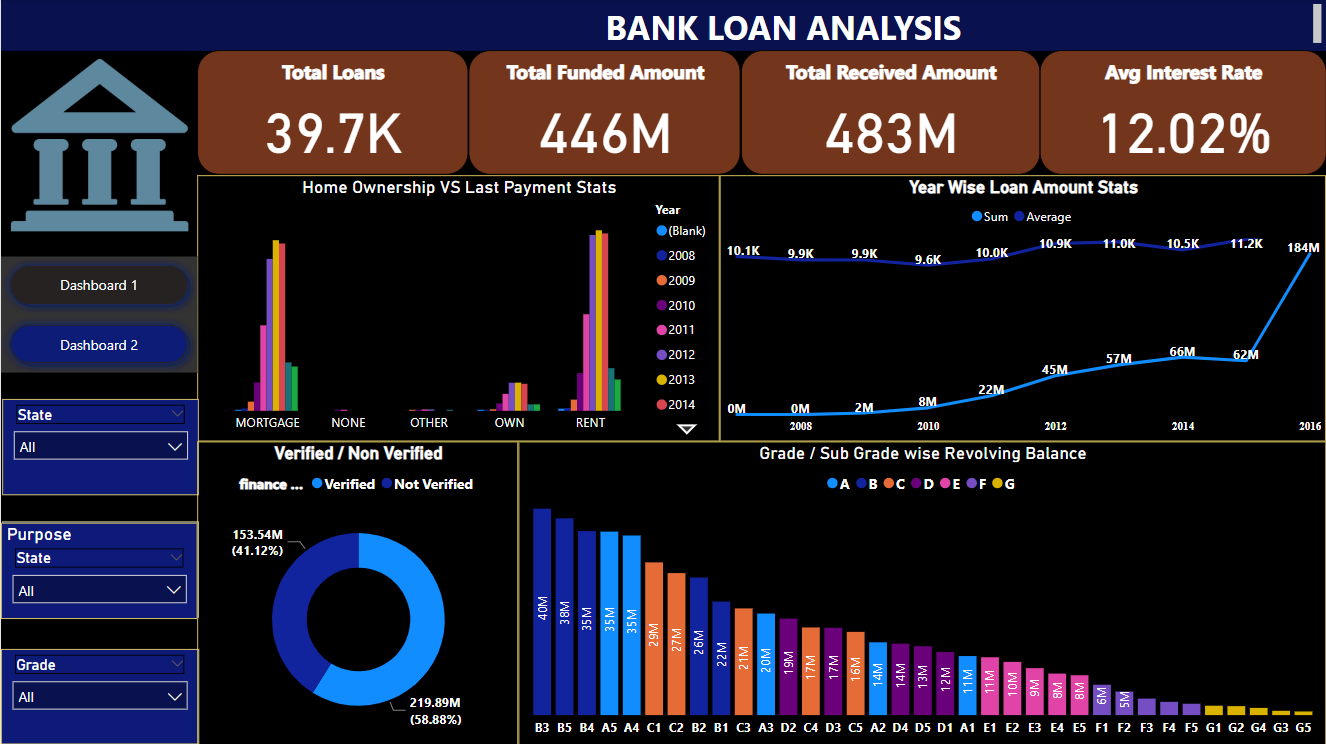 BANK LOAN ANALYSIS
Total Loans
39.7K
Total Funded Amount
446M
Total Received Amount
483M
Avg Interest Rate
12.02%
Dashboard 1
Dashboard 2
State
All
Purpose
State
All
Grade
All
Home Ownership VS Last Payment Stats
Year
(Blank)
2008
2009
2010
2011
2012
2013
2014
MORTGAGE NONE OTHER OWN RENT
Year Wise Loan Amount Stats
Sum Average
10.1K 9.9K 9.9K 9.6K 10.0K 10.9K 11.0K 10.5K 11.2K
184M
0M 0M 2M 8M 22M 45M 57M 66M 62M
2008 2010 2012 2014 2016
Verified / Non Verified
finance ... Verified Not Verified
153.54M
(41.12%)
219.89M
(58.88%)
Grade / Sub Grade wise Revolving Balance
A B C D E F G
40M 38M 35M 35M 35M 29M 27M 26M 22M 21M 20M 19M 17M 17M 16M 14M 14M 13M 12M 11M 11M 10M 9M 8M 8M 6M 5M
B3 B5 B4 A5 A4 C1 C2 B2 B1 C3 A3 D2 C4 D3 C5 A2 D4 D5 D1 A1 E1 E2 E3 E4 E5 F1 F2 F3 F4 F5 G1 G2 G4 G3 G5